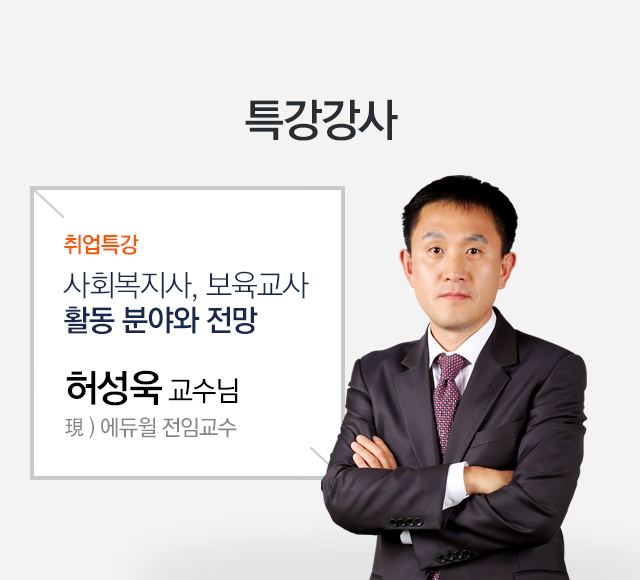 특강강사
취업특강
사회복지사, 보육교사
활동 분야와 전망
허성욱 교수님
現 ) 에듀윌 전임교수